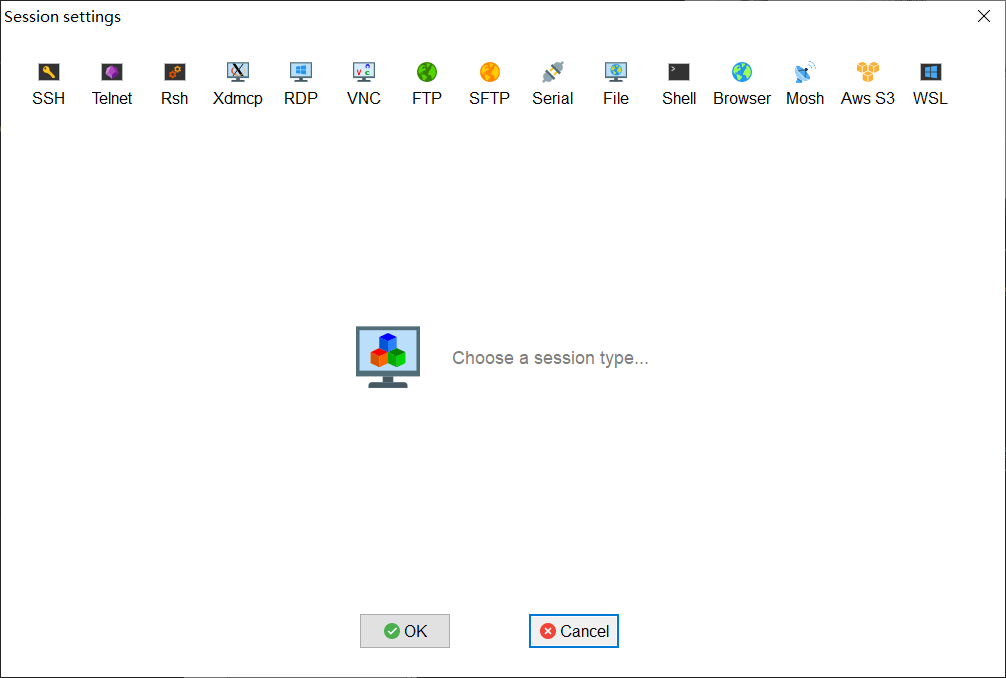 Session settings
SSH Telnet Rsh Xdmcp RDP VNC FTP SFTP Serial File Shell Browser Mosh Aws S3 WSL
Choose a session type...
OK Cancel